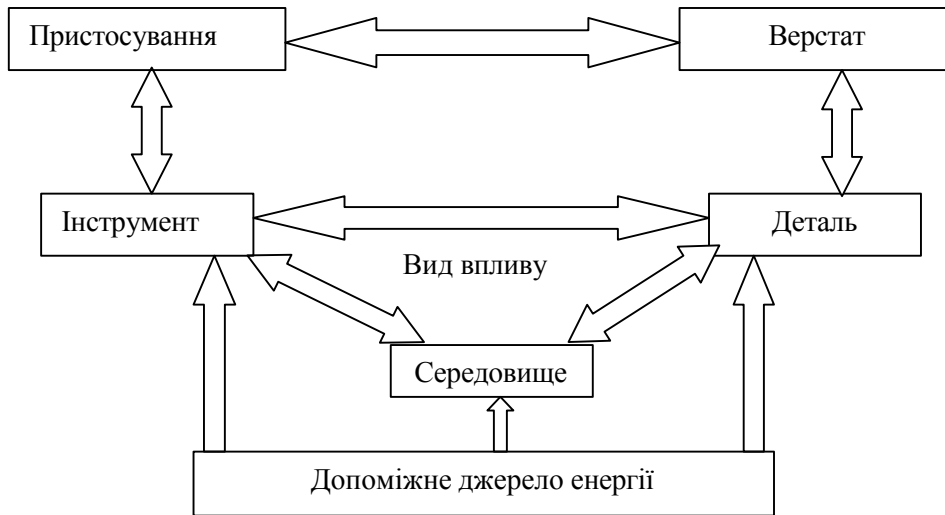 Пристосування
Верстат
Інструмент
Деталь
Вид впливу
Середовище
Допоміжне джерело енергії